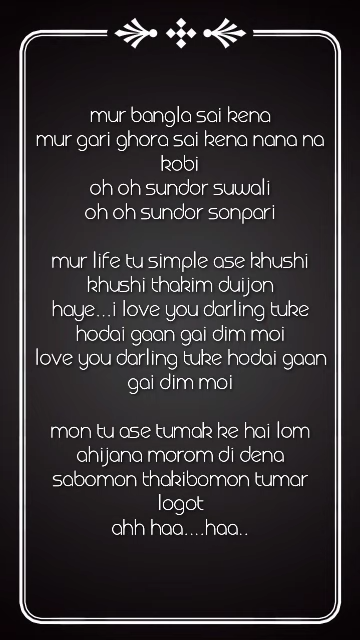 mur bangla sai kena
mur gari ghora sai kena nana na
kobi
oh oh sundor suwali
oh oh sundor sonpari
mur life tu simple ase khushi
khushi thakim duijon
haye...i love you darling tuke
hodai gaan gai dim moi
love you darling tuke hodai gaan
gai dim moi
mon tu ase tumak ke hai lom
ahijana morom di dena
sabomon thakibomon tumar
logot
ahh haa....haa..